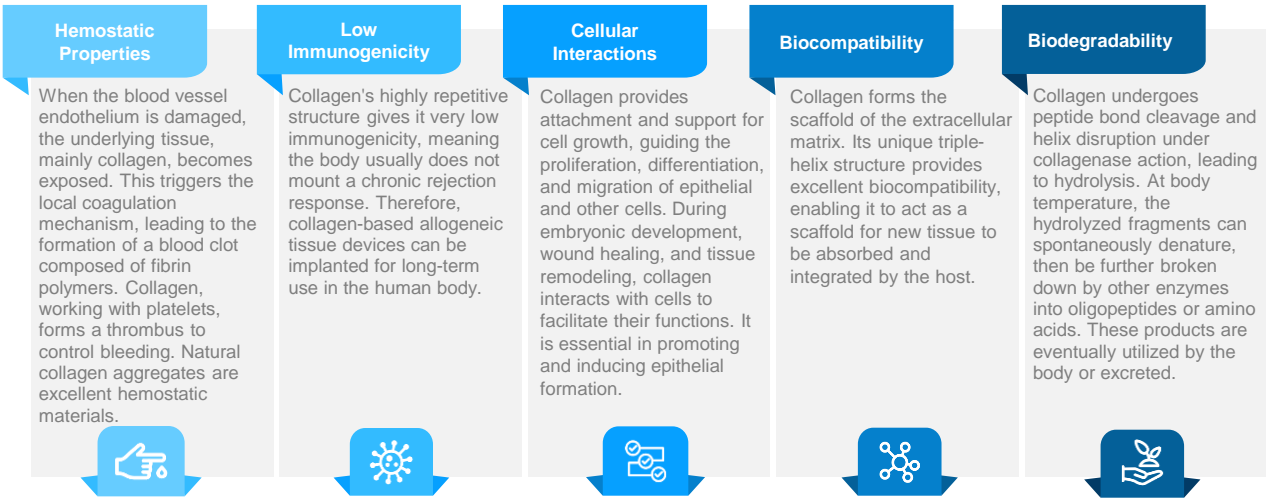 Hemostatic
Properties
When the blood vessel
endothelium is damaged,
the underlying tissue,
mainly collagen, becomes
exposed. This triggers the
local coagulation
mechanism, leading to the
formation of a blood clot
composed of fibrin
polymers. Collagen,
working with platelets,
forms a thrombus to
control bleeding. Natural
collagen aggregates are
excellent hemostatic
materials.
Low
Immunogenicity
Collagen's highly repetitive
structure gives it very low
immunogenicity, meaning
the body usually does not
mount a chronic rejection
response. Therefore,
collagen-based allogeneic
tissue devices can be
implanted for long-term
use in the human body.
Cellular
Interactions
Collagen provides
attachment and support for
cell growth, guiding the
proliferation, differentiation,
and migration of epithelial
and other cells. During
embryonic development,
wound healing, and tissue
remodeling, collagen
interacts with cells to
facilitate their functions. It
is essential in promoting
and inducing epithelial
formation.
Biocompatibility
Collagen forms the
scaffold of the extracellular
matrix. Its unique triple-
helix structure provides
excellent biocompatibility,
enabling it to act as a
scaffold for new tissue to
be absorbed and
integrated by the host.
Biodegradability
Collagen undergoes
peptide bond cleavage and
helix disruption under
collagenase action, leading
to hydrolysis. At body
temperature, the
hydrolyzed fragments can
spontaneously denature,
then be further broken
down by other enzymes
into oligopeptides or amino
acids. These products are
eventually utilized by the
body or excreted.